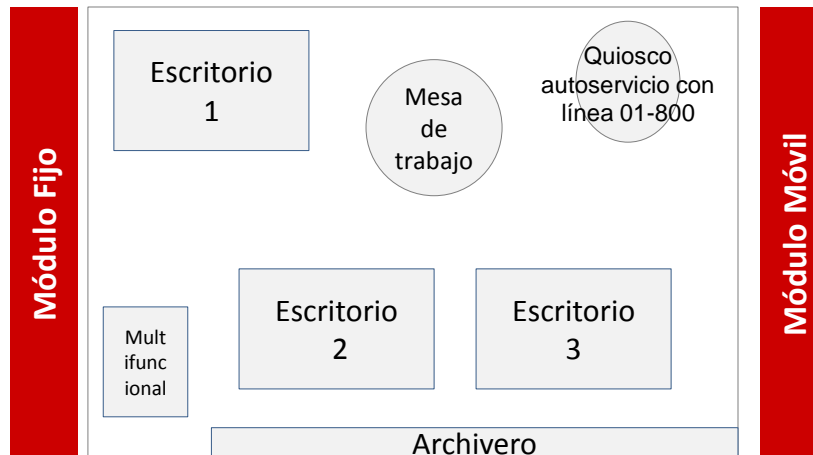 Módulo Fijo
Escritorio
1
Mesa
de
trabajo
Quiosco
autoservicio con
línea 01-800
Módulo Móvil
Mult
ifunc
ional
Escritorio
2
Escritorio
3
Archivero